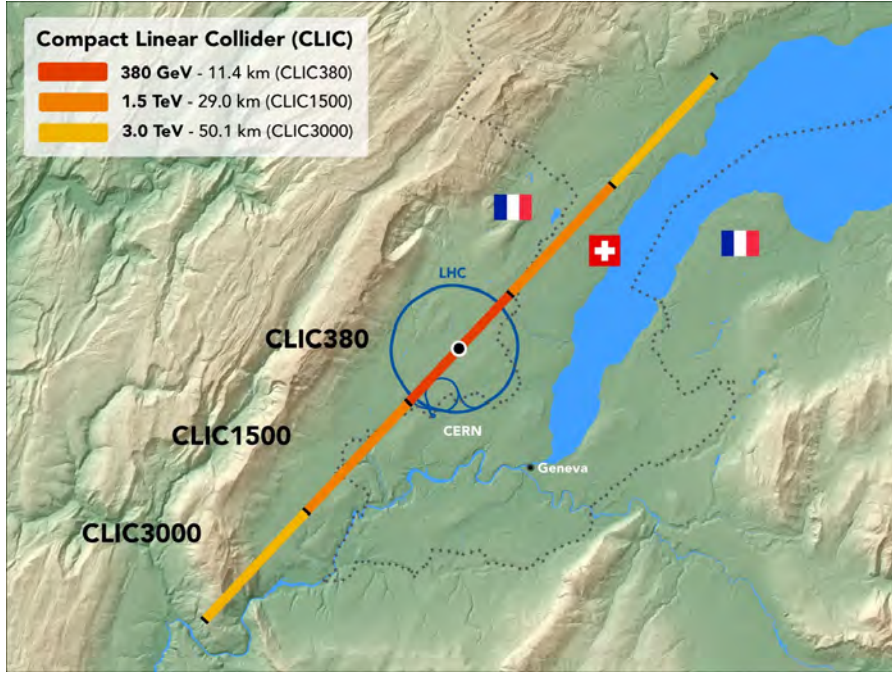 Compact Linear Collider (CLIC)
380 GeV - 11.4 km (CLIC380)
1.5 TeV - 29.0 km (CLIC1500)
3.0 TeV - 50.1 km (CLIC3000)
LHC
CLIC380
CLIC1500
CERN
Geneva
CLIC3000